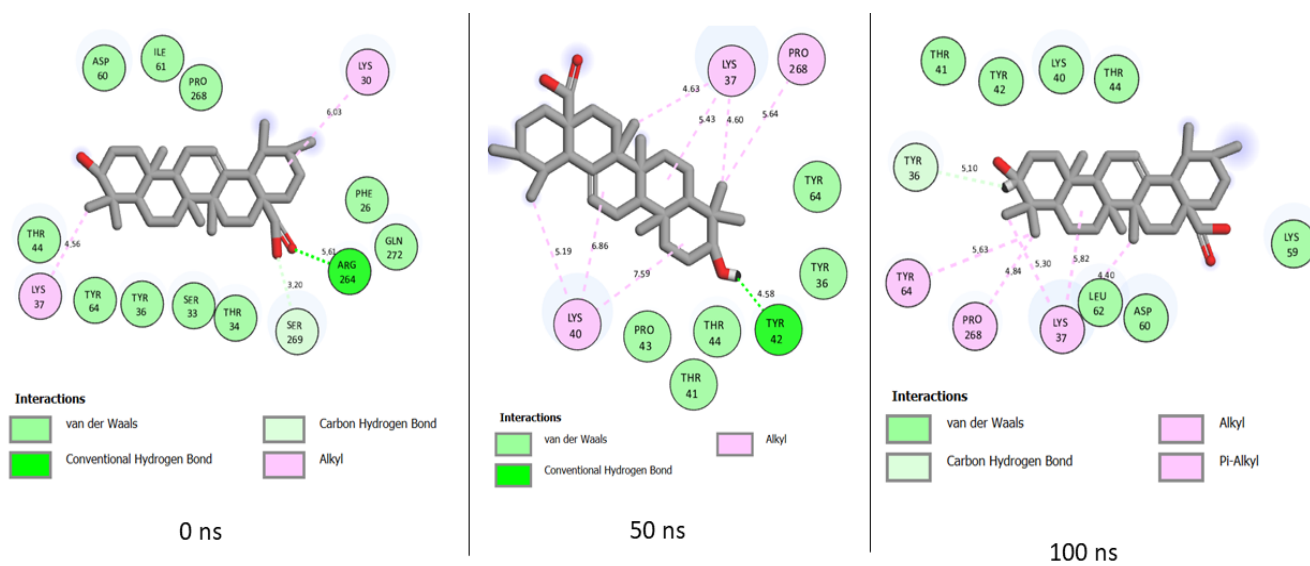 ASP
60
ILE
61
PRO
268
LYS
30
6,03
PHE
26
GLN
272
5,61
ARG
264
3,20
SER
269
THR
44
4,56
LYS
37
TYR
64
TYR
36
SER
33
THR
34
Interactions
van der Waals
Conventional Hydrogen Bond
Carbon Hydrogen Bond
Alkyl
0 ns
LYS
37
PRO
268
4.63
5.43
4.60
5.64
TYR
64
TYR
36
5.19
6.86
7.59
4.58
LYS
40
PRO
43
THR
44
TYR
42
THR
41
Interactions
van der Waals
Conventional Hydrogen Bond
Alkyl
50 ns
THR
41
TYR
42
LYS
40
THR
44
TYR
36
5,10
LYS
59
5,63
4,84
5,30
5,82
4,40
TYR
64
PRO
268
LYS
37
LEU
62
ASP
60
Interactions
van der Waals
Carbon Hydrogen Bond
Alkyl
Pi-Alkyl
100 ns